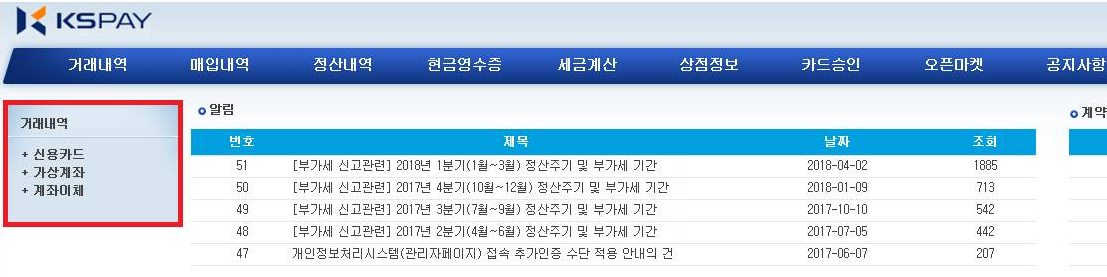 KSPAY
거래내역 매입내역 정산내역 현금영수증 세금계산 상점정보 카드승인 오픈마켓 공지사항
거래내역
+ 신용카드
+ 가상계좌
+ 계좌이체
알림
번호 제목 날짜 조회
51 [부가세 신고관련] 2018년 1분기(1월~3월) 정산주기 및 부가세 기간 2018-04-02 1885
50 [부가세 신고관련] 2017년 4분기(10월~12월) 정산주기 및 부가세 기간 2018-01-09 713
49 [부가세 신고관련] 2017년 3분기(7월~9월) 정산주기 및 부가세 기간 2017-10-10 542
48 [부가세 신고관련] 2017년 2분기(4월~6월) 정산주기 및 부가세 기간 2017-07-05 442
47 개인정보처리시스템(관리자페이지) 접속 추가인증 수단 적용 안내의 건 2017-06-07 207
계약